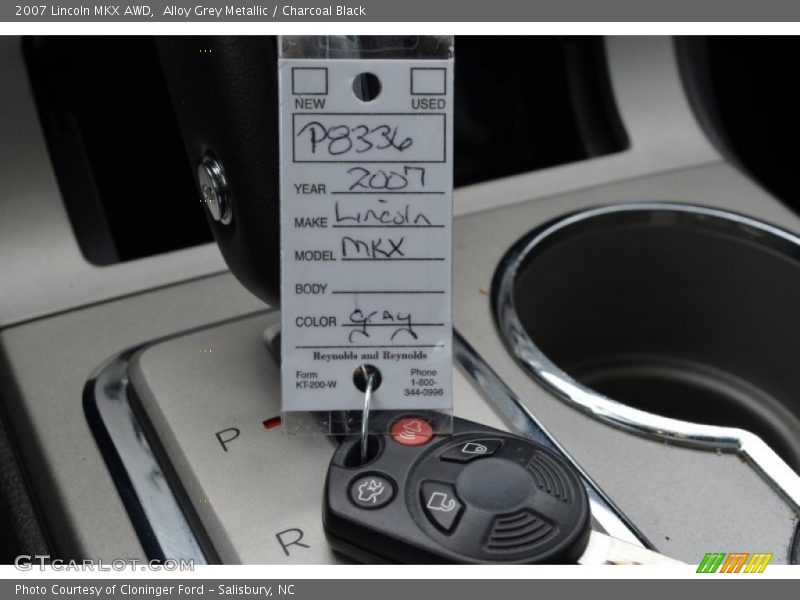 2007 Lincoln MKX AWD,  Alloy Grey Metallic / Charcoal Black
NEW USED
P8336
YEAR 2007
MAKE Lincoln
MODEL MKX
BODY
COLOR gray
Reynolds and Reynolds
Form
KT-200-W
Phone
1-800-
344-0996
P
R
GTCARLOT.COM
Photo Courtesy of Cloninger Ford - Salisbury, NC